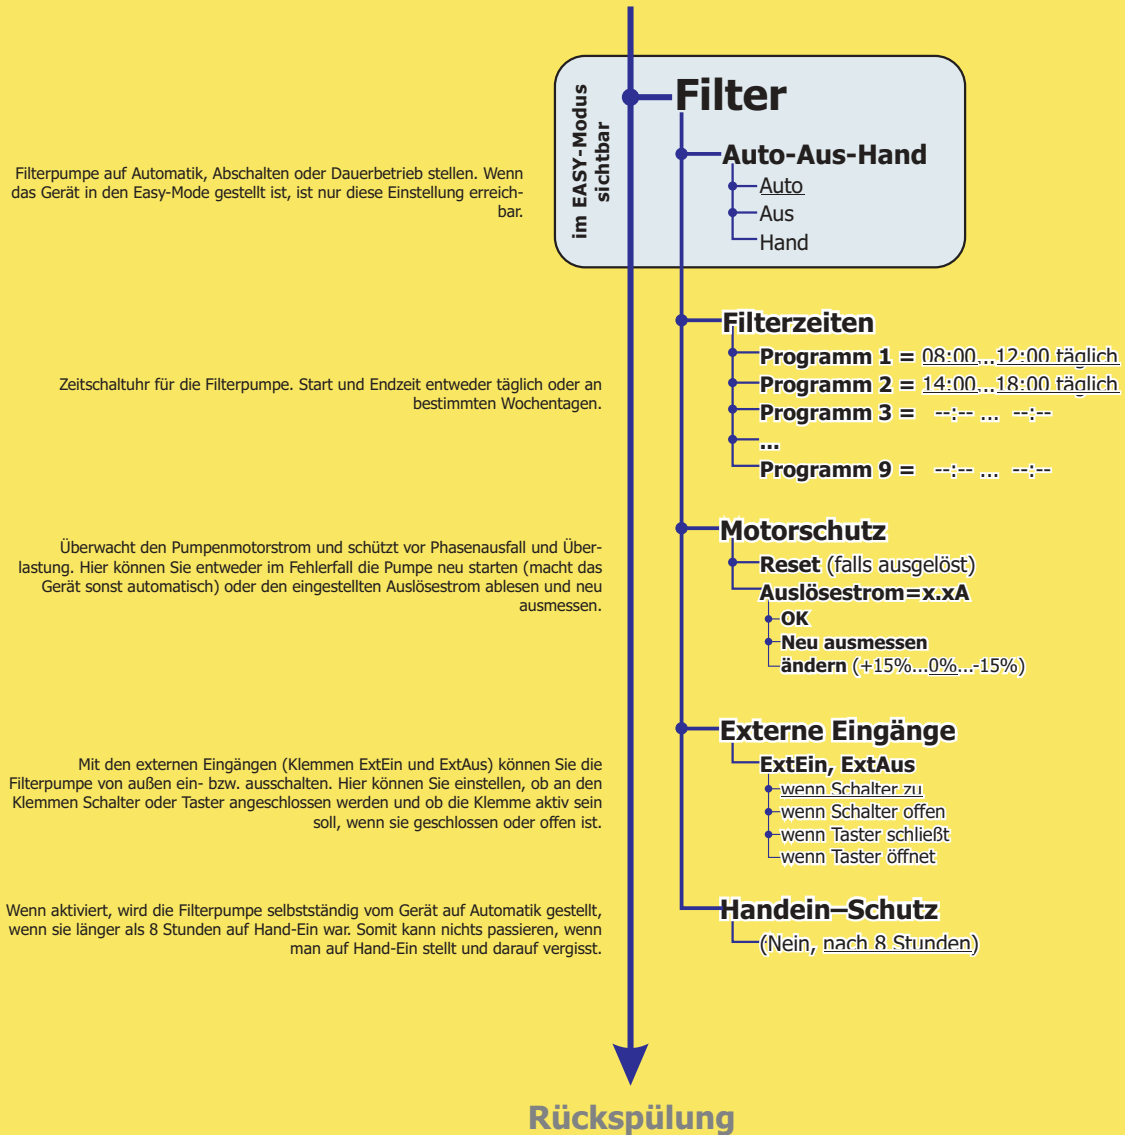 Filter
im EASY-Modus
sichtbar
Auto-Aus-Hand
Auto
Aus
Hand
Filterpumpe auf Automatik, Abschalten oder Dauerbetrieb stellen. Wenn
das Gerät in den Easy-Mode gestellt ist, ist nur diese Einstellung erreich-
bar.
Filterzeiten
Programm 1 = 08:00...12:00 täglich
Programm 2 = 14:00...18:00 täglich
Programm 3 = --:-- ... --:--
...
Programm 9 = --:-- ... --:--
Zeitschaltuhr für die Filterpumpe. Start und Endzeit entweder täglich oder an
bestimmten Wochentagen.
Motorschutz
Reset (falls ausgelöst)
Auslösestrom=x.xA
OK
Neu ausmessen
ändern (+15%...0%...-15%)
Überwacht den Pumpenmotorstrom und schützt vor Phasenausfall und Über-
lastung. Hier können Sie entweder im Fehlerfall die Pumpe neu starten (macht das
Gerät sonst automatisch) oder den eingestellten Auslösestrom ablesen und neu
ausmessen.
Externe Eingänge
ExtEin, ExtAus
wenn Schalter zu
wenn Schalter offen
wenn Taster schließt
wenn Taster öffnet
Mit den externen Eingängen (Klemmen ExtEin und ExtAus) können Sie die
Filterpumpe von außen ein- bzw. ausschalten. Hier können Sie einstellen, ob an den
Klemmen Schalter oder Taster angeschlossen werden und ob die Klemme aktiv sein
soll, wenn sie geschlossen oder offen ist.
Handein–Schutz
(Nein, nach 8 Stunden)
Wenn aktiviert, wird die Filterpumpe selbstständig vom Gerät auf Automatik gestellt,
wenn sie länger als 8 Stunden auf Hand-Ein war. Somit kann nichts passieren, wenn
man auf Hand-Ein stellt und darauf vergisst.
Rückspülung